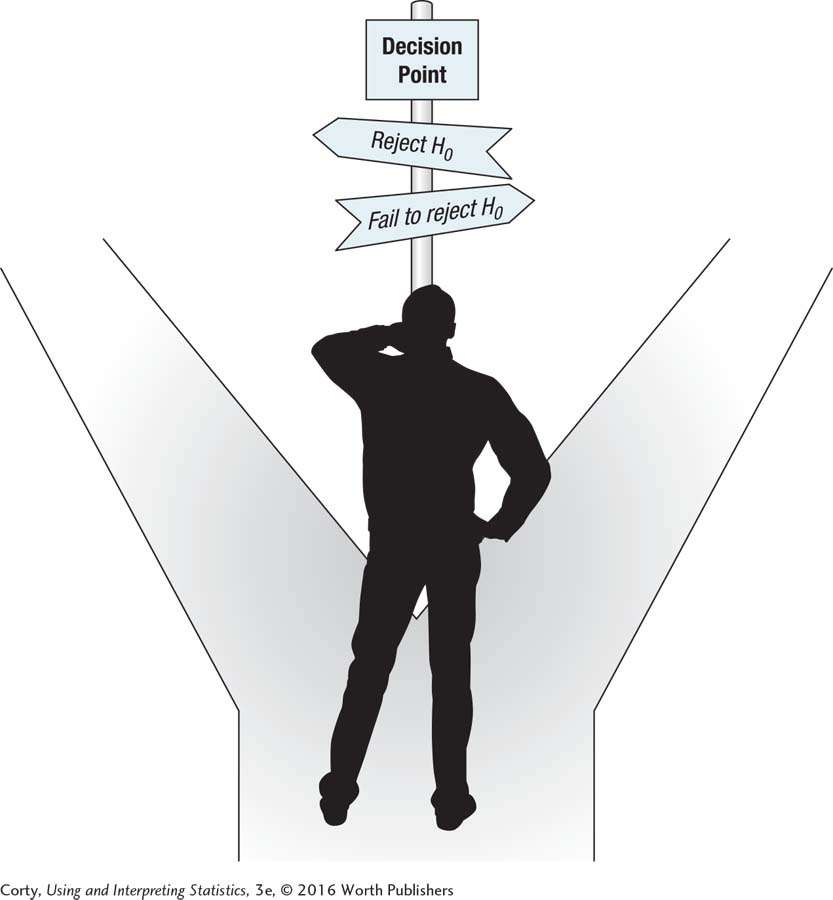 Decision
Point
Reject H₀
Fail to reject H₀
Corty, Using and Interpreting Statistics, 3e, © 2016 Worth Publishers